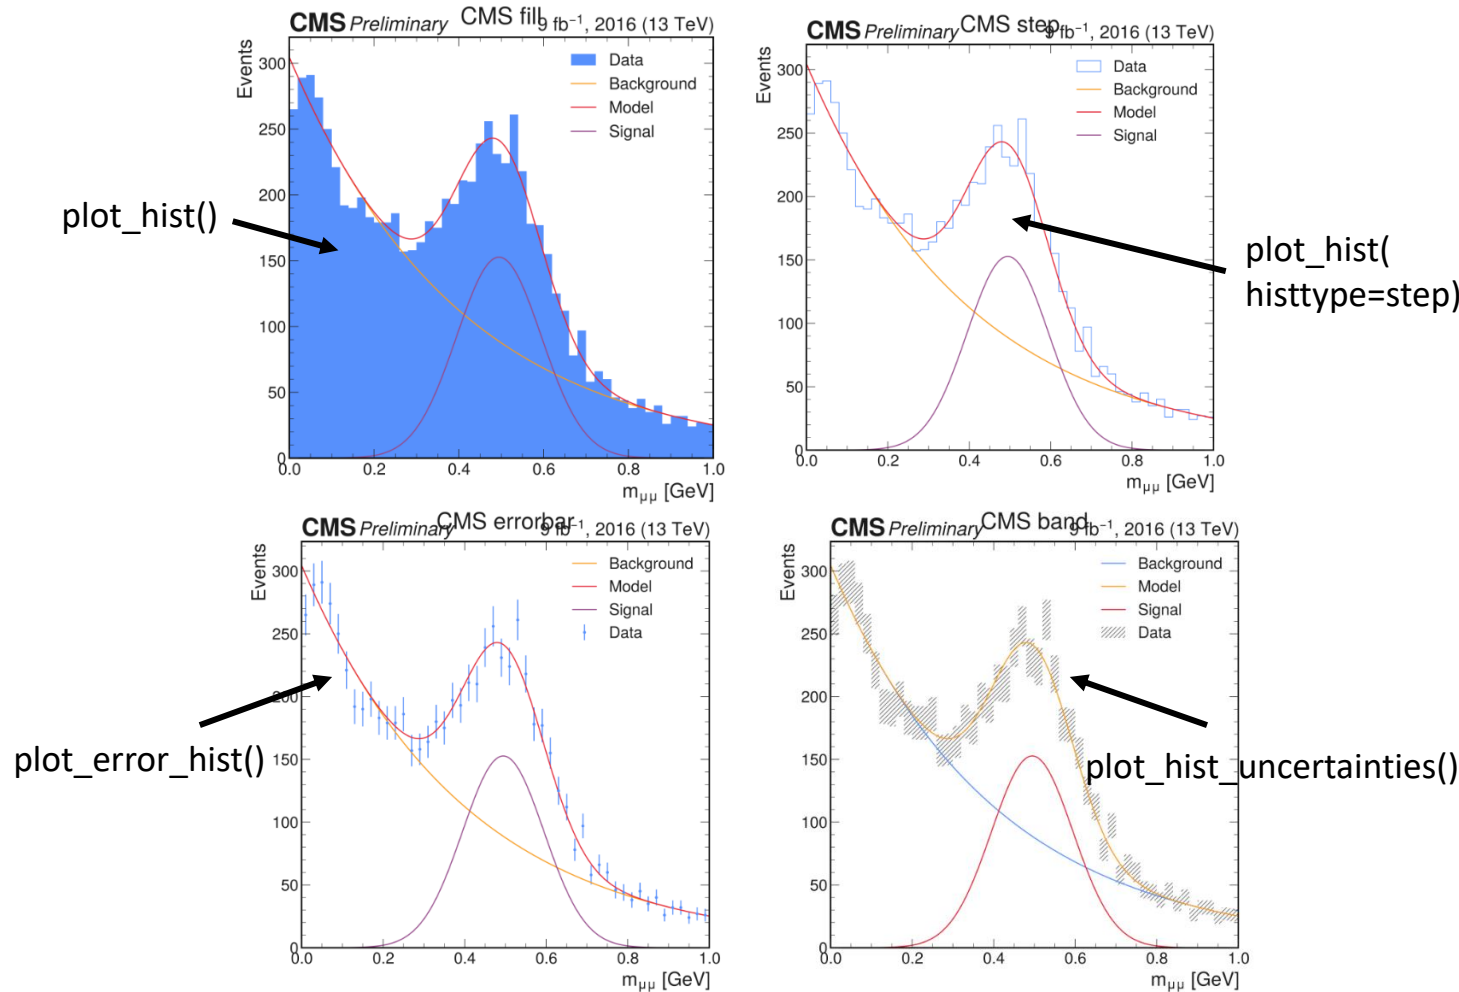 CMS Preliminary CMS fill 9 fb⁻¹, 2016 (13 TeV)
Events
300
250
200
150
100
50
0
Data
Background
Model
Signal
0.0 0.2 0.4 0.6 0.8 1.0
mμμ [GeV]
plot_hist()
CMS Preliminary CMS step 9 fb⁻¹, 2016 (13 TeV)
Events
300
250
200
150
100
50
0
Data
Background
Model
Signal
0.0 0.2 0.4 0.6 0.8 1.0
mμμ [GeV]
plot_hist(
histtype=step)
CMS Preliminary CMS errorbar 9 fb⁻¹, 2016 (13 TeV)
Events
300
250
200
150
100
50
0
Background
Model
Signal
Data
0.0 0.2 0.4 0.6 0.8 1.0
mμμ [GeV]
plot_error_hist()
CMS Preliminary CMS band 9 fb⁻¹, 2016 (13 TeV)
Events
300
250
200
150
100
50
0
Background
Model
Signal
Data
0.0 0.2 0.4 0.6 0.8 1.0
mμμ [GeV]
plot_hist_uncertainties()